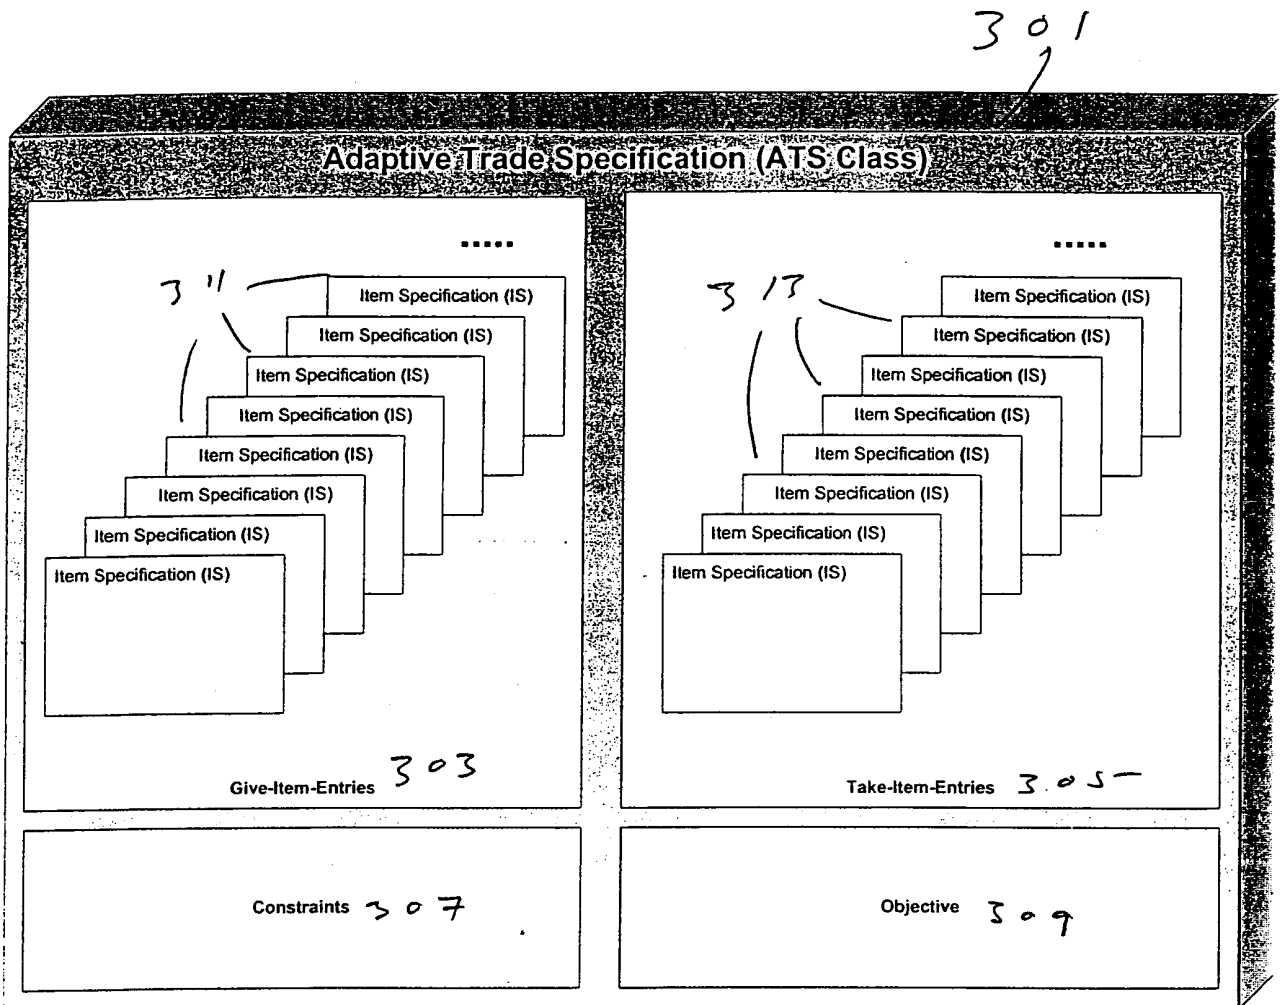 301
Adaptive Trade Specification (ATS Class)
.....
311
Item Specification (IS)
Item Specification (IS)
Item Specification (IS)
Item Specification (IS)
Item Specification (IS)
Item Specification (IS)
Item Specification (IS)
Item Specification (IS)
Give-Item-Entries 303
.....
313
Item Specification (IS)
Item Specification (IS)
Item Specification (IS)
Item Specification (IS)
Item Specification (IS)
Item Specification (IS)
Item Specification (IS)
Item Specification (IS)
Take-Item-Entries 305
Constraints 307
Objective 309